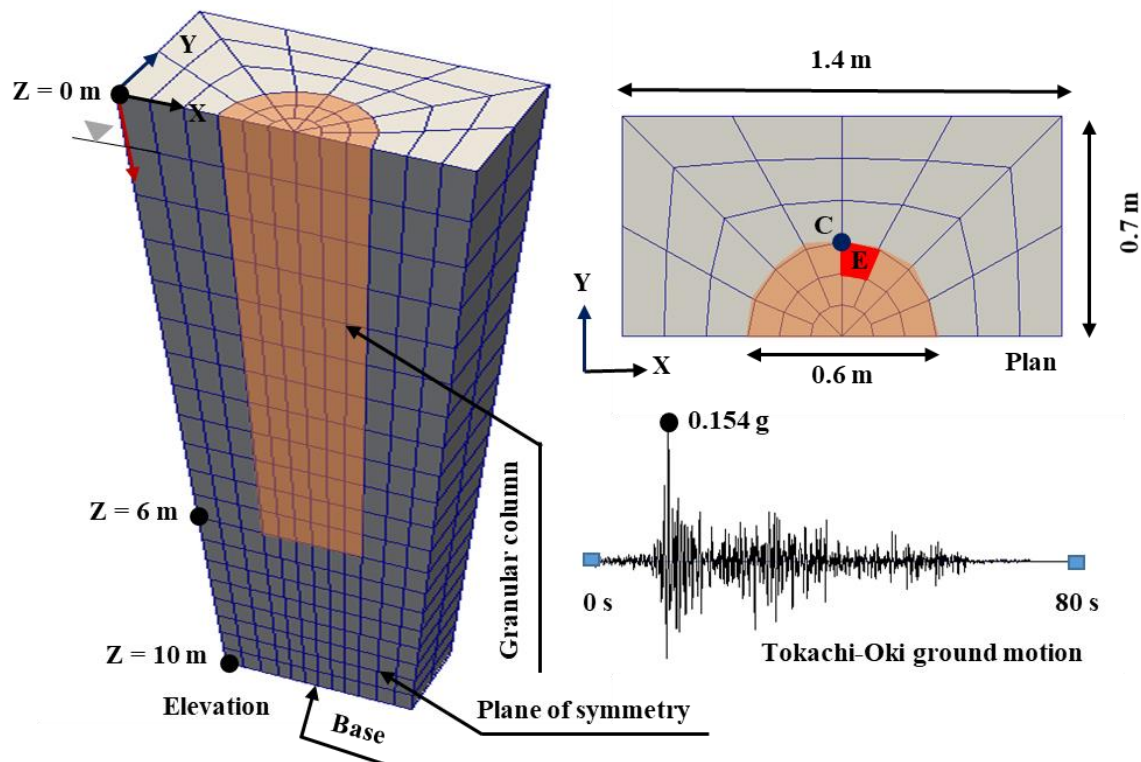 Y
Z = 0 m
X
Z = 6 m
Z = 10 m
Elevation
Base
Plane of symmetry
Granular column
1.4 m
0.7 m
C
E
Y
X
0.6 m
Plan
0.154 g
0 s
80 s
Tokachi-Oki ground motion